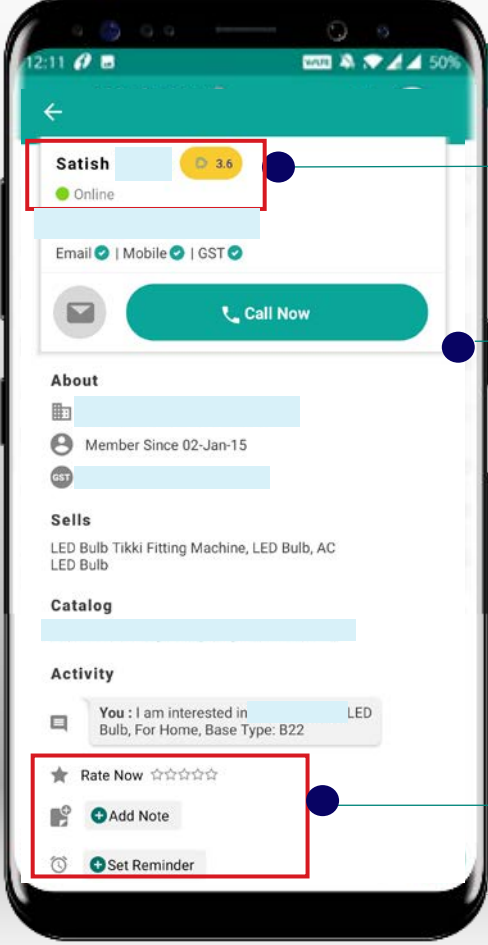 12:11
VoLTE
50%
Satish
3.6
Online
Email | Mobile | GST
Call Now
About
Member Since 02-Jan-15
GST
Sells
LED Bulb Tikki Fitting Machine, LED Bulb, AC
LED Bulb
Catalog
Activity
You : I am interested in LED
Bulb, For Home, Base Type: B22
Rate Now
Add Note
Set Reminder